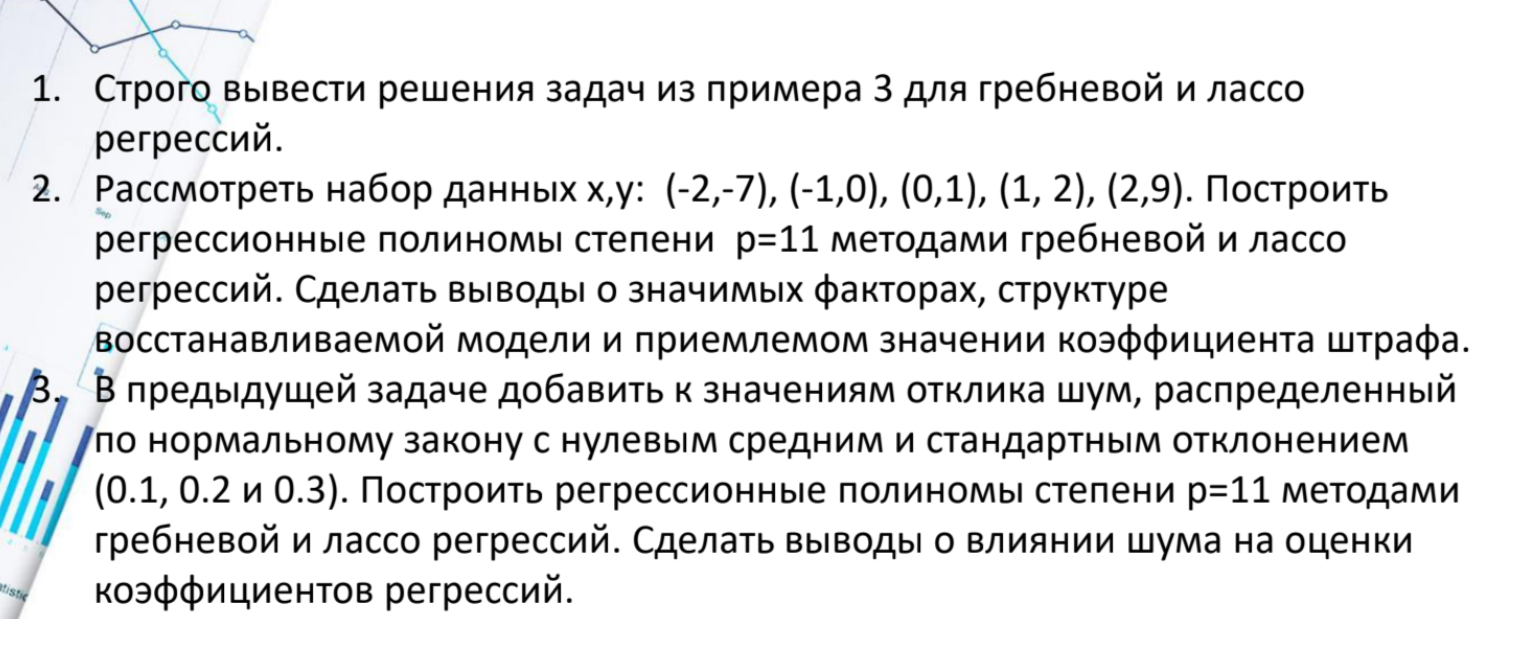 1. Строго вывести решения задач из примера 3 для гребневой и лассо
регрессий.
2. Рассмотреть набор данных x,y:  (-2,-7), (-1,0), (0,1), (1, 2), (2,9). Построить
регрессионные полиномы степени  p=11 методами гребневой и лассо
регрессий. Сделать выводы о значимых факторах, структуре
восстанавливаемой модели и приемлемом значении коэффициента штрафа.
3. В предыдущей задаче добавить к значениям отклика шум, распределенный
по нормальному закону с нулевым средним и стандартным отклонением
(0.1, 0.2 и 0.3). Построить регрессионные полиномы степени p=11 методами
гребневой и лассо регрессий. Сделать выводы о влиянии шума на оценки
коэффициентов регрессий.
Sep